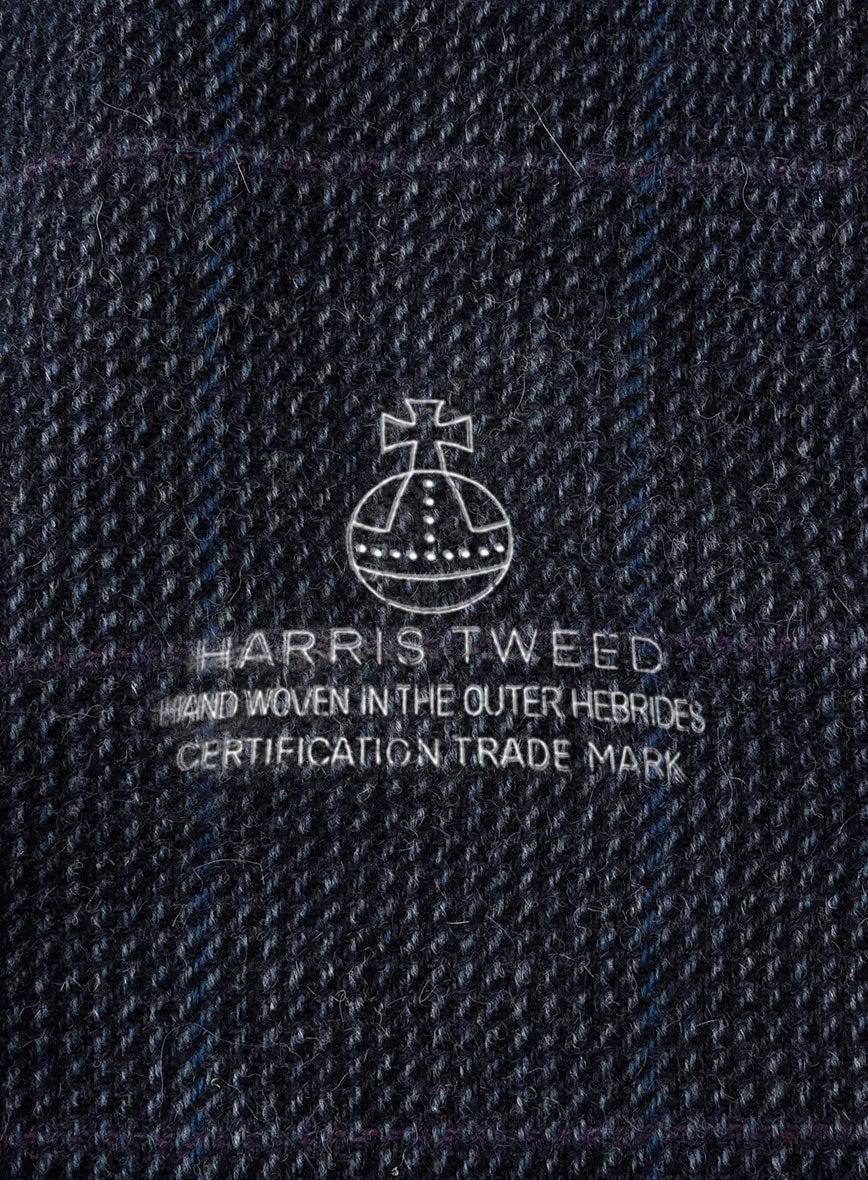 HARRIS TWEED
HAND WOVEN IN THE OUTER HEBRIDES
CERTIFICATION TRADE MARK